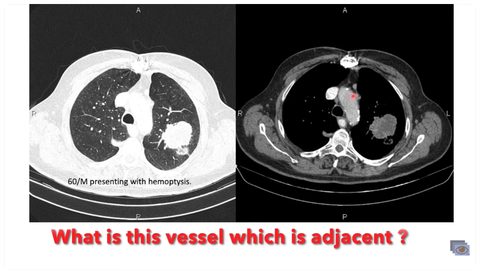 A
A
R
R
L
60/M presenting with hemoptysis.
P
P
What is this vessel which is adjacent ?